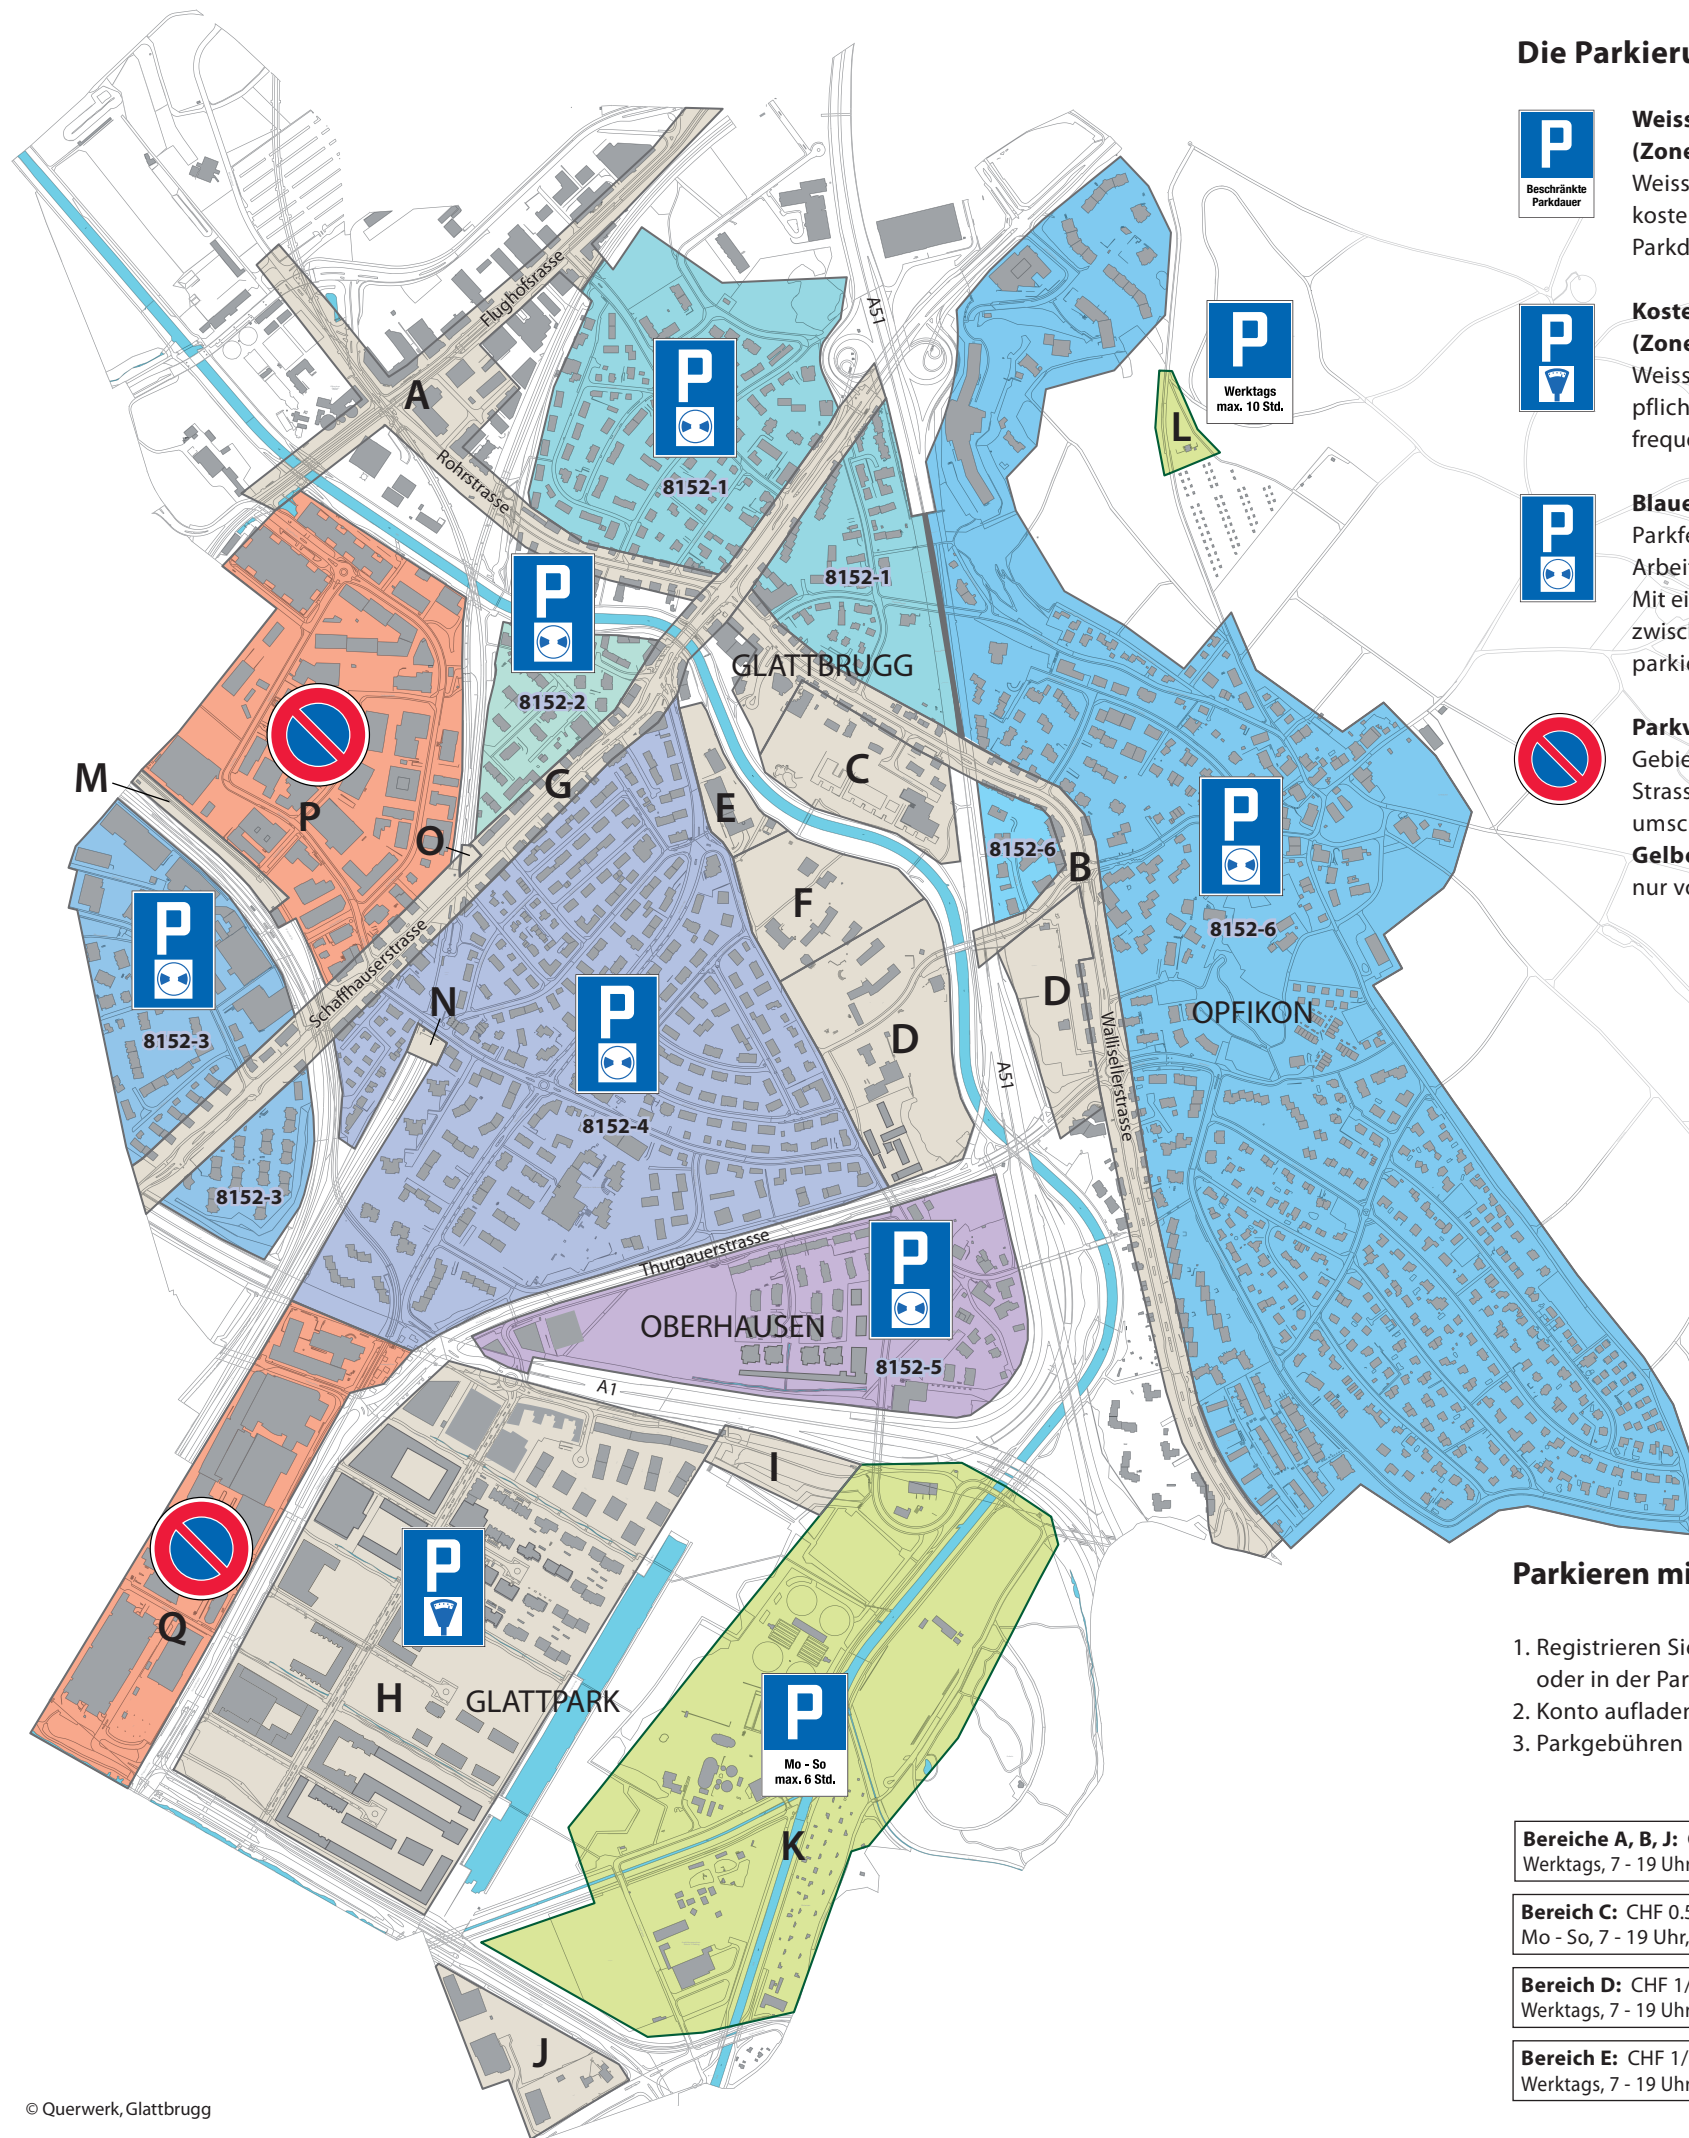 Die Parkieru
P
Beschränkte
Parkdauer
Weiss
(Zone
Weiss
koste
Parkd
P
Koste
(Zone
Weiss
pflich
freque
P
Blaue
Parkfe
Arbei
Mit ei
zwisc
parkie
Parkv
Gebie
Strass
umsc
Gelbe
nur vo
A51
Flughofsrasse
A
P
Werktags
max. 10 Std.
L
P
8152-1
Rohrstrasse
8152-1
P
8152-2
GLATTBRUGG
M
P
G
C
E
O
8152-6
B
P
8152-6
F
P
8152-3
Schaffhauserstrasse
N
P
8152-4
D
D
OPFIKON
A51
Wallisellerstrasse
8152-3
Thurgauerstrasse
P
OBERHAUSEN
8152-5
A1
I
P
Q
H
GLATTPARK
P
Mo - So
max. 6 Std.
K
J
Parkieren mi
1. Registrieren Sie
oder in der Par
2. Konto aufladen
3. Parkgebühren
Bereiche A, B, J:
Werktags, 7 - 19 Uhr
Bereich C: CHF 0.5
Mo - So, 7 - 19 Uhr,
Bereich D: CHF 1/
Werktags, 7 - 19 Uhr
Bereich E: CHF 1/
Werktags, 7 - 19 Uhr
© Querwerk, Glattbrugg